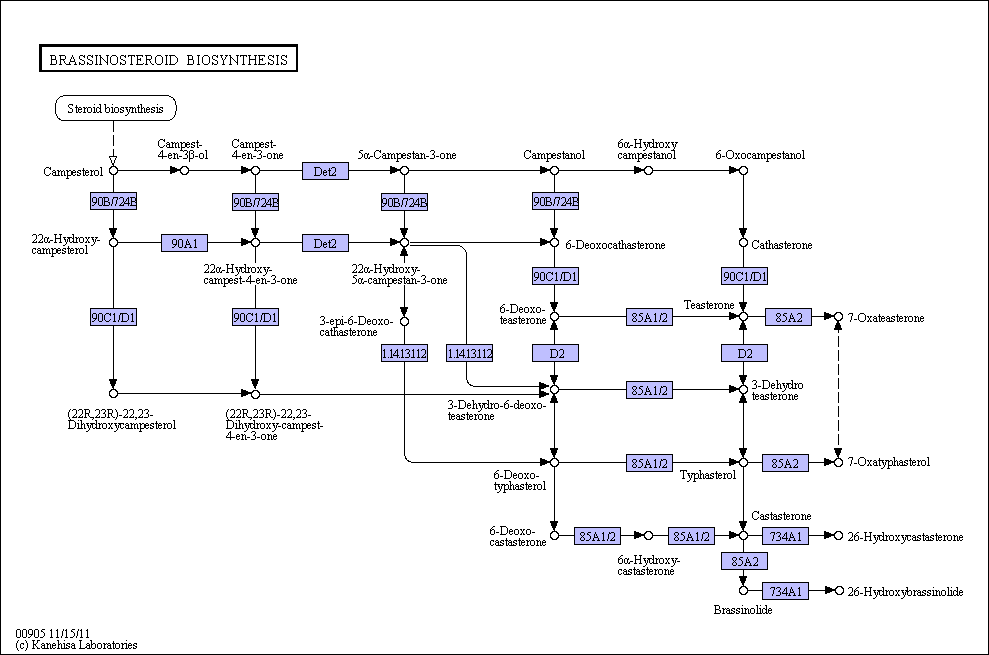 BRASSINOSTEROID BIOSYNTHESIS
Steroid biosynthesis
Campest-
4-en-3β-ol
Campest-
4-en-3-one
5α-Campestan-3-one
Campestanol
6α-Hydroxy
campestanol
6-Oxocampestanol
Campesterol
Det2
90B/724B
90B/724B
90B/724B
90B/724B
22α-Hydroxy-
campesterol
90A1
Det2
6-Deoxocathasterone
Cathasterone
22α-Hydroxy-
campest-4-en-3-one
22α-Hydroxy-
5α-campestan-3-one
90C1/D1
90C1/D1
90C1/D1
90C1/D1
3-epi-6-Deoxo-
cathasterone
6-Deoxo-
teasterone
85A1/2
Teasterone
85A2
7-Oxateasterone
1.14.13.112
1.14.13.112
D2
D2
85A1/2
3-Dehydro
teasterone
3-Dehydro-6-deoxo-
teasterone
(22R,23R)-22,23-
Dihydroxycampesterol
(22R,23R)-22,23-
Dihydroxy-campest-
4-en-3-one
6-Deoxo-
typhasterol
85A1/2
Typhasterol
85A2
7-Oxatyphasterol
6-Deoxo-
castasterone
85A1/2
6α-Hydroxy-
castasterone
85A1/2
Castasterone
734A1
26-Hydroxycastasterone
85A2
Brassinolide
734A1
26-Hydroxybrassinolide
00905 11/15/11
(c) Kanehisa Laboratories